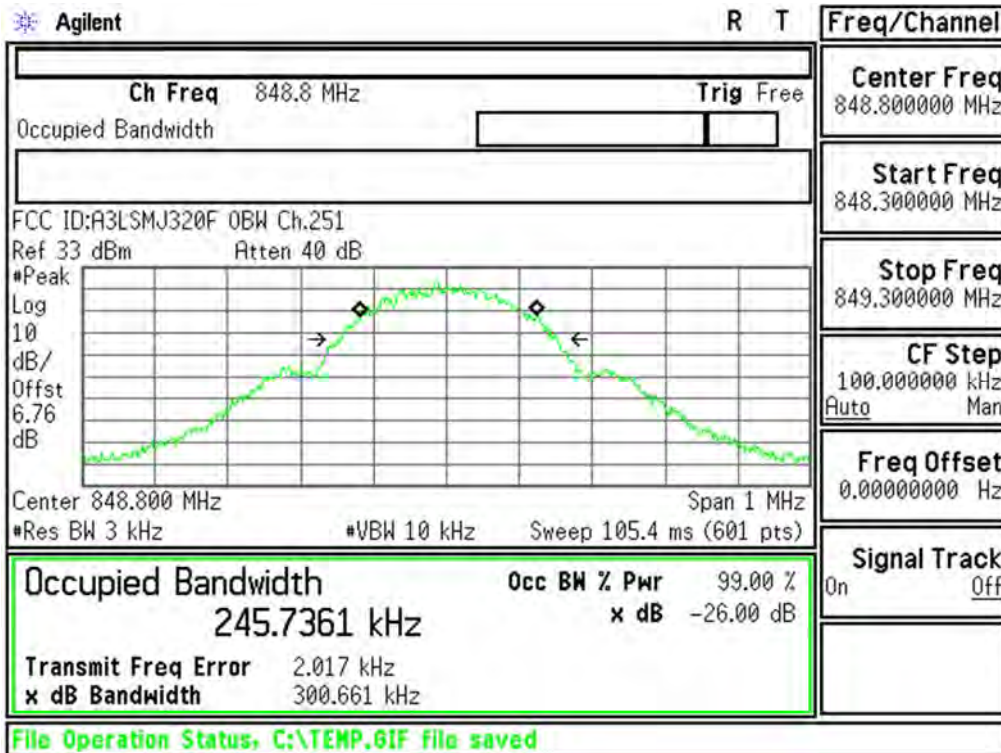 Agilent
R T
Ch Freq 848.8 MHz
Trig Free
Occupied Bandwidth
FCC ID:A3LSMJ320F OBW Ch.251
Ref 33 dBm
Atten 40 dB
#Peak
Log
10
dB/
Offst
6.76
dB
Center 848.800 MHz
Span 1 MHz
#Res BW 3 kHz
#VBW 10 kHz
Sweep 105.4 ms (601 pts)
Occupied Bandwidth
245.7361 kHz
Occ BW % Pwr 99.00 %
x dB -26.00 dB
Transmit Freq Error 2.017 kHz
x dB Bandwidth 300.661 kHz
File Operation Status, C:\TEMP.GIF file saved
Freq/Channel
Center Freq
848.800000 MHz
Start Freq
848.300000 MHz
Stop Freq
849.300000 MHz
CF Step
100.000000 kHz
Auto Man
Freq Offset
0.00000000 Hz
Signal Track
On Off